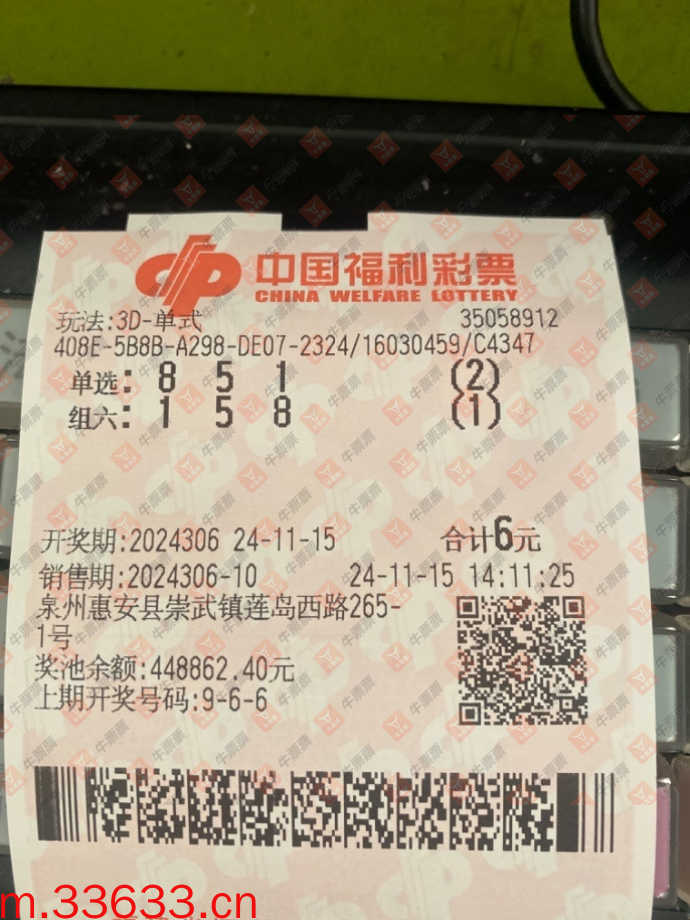 中国福利彩票
CHINA WELFARE LOTTERY
玩法:3D-单式 35058912
408E-5B8B-A298-DE07-2324/16030459/C4347
单选: 8 5 1 (2)
组六: 1 5 8 (1)
开奖期:2024306 24-11-15 合计6元
销售期:2024306-10 24-11-15 14:11:25
泉州惠安县崇武镇莲岛西路265-
1号
奖池余额:448862.40元
上期开奖号码:9-6-6
m.33633.cn